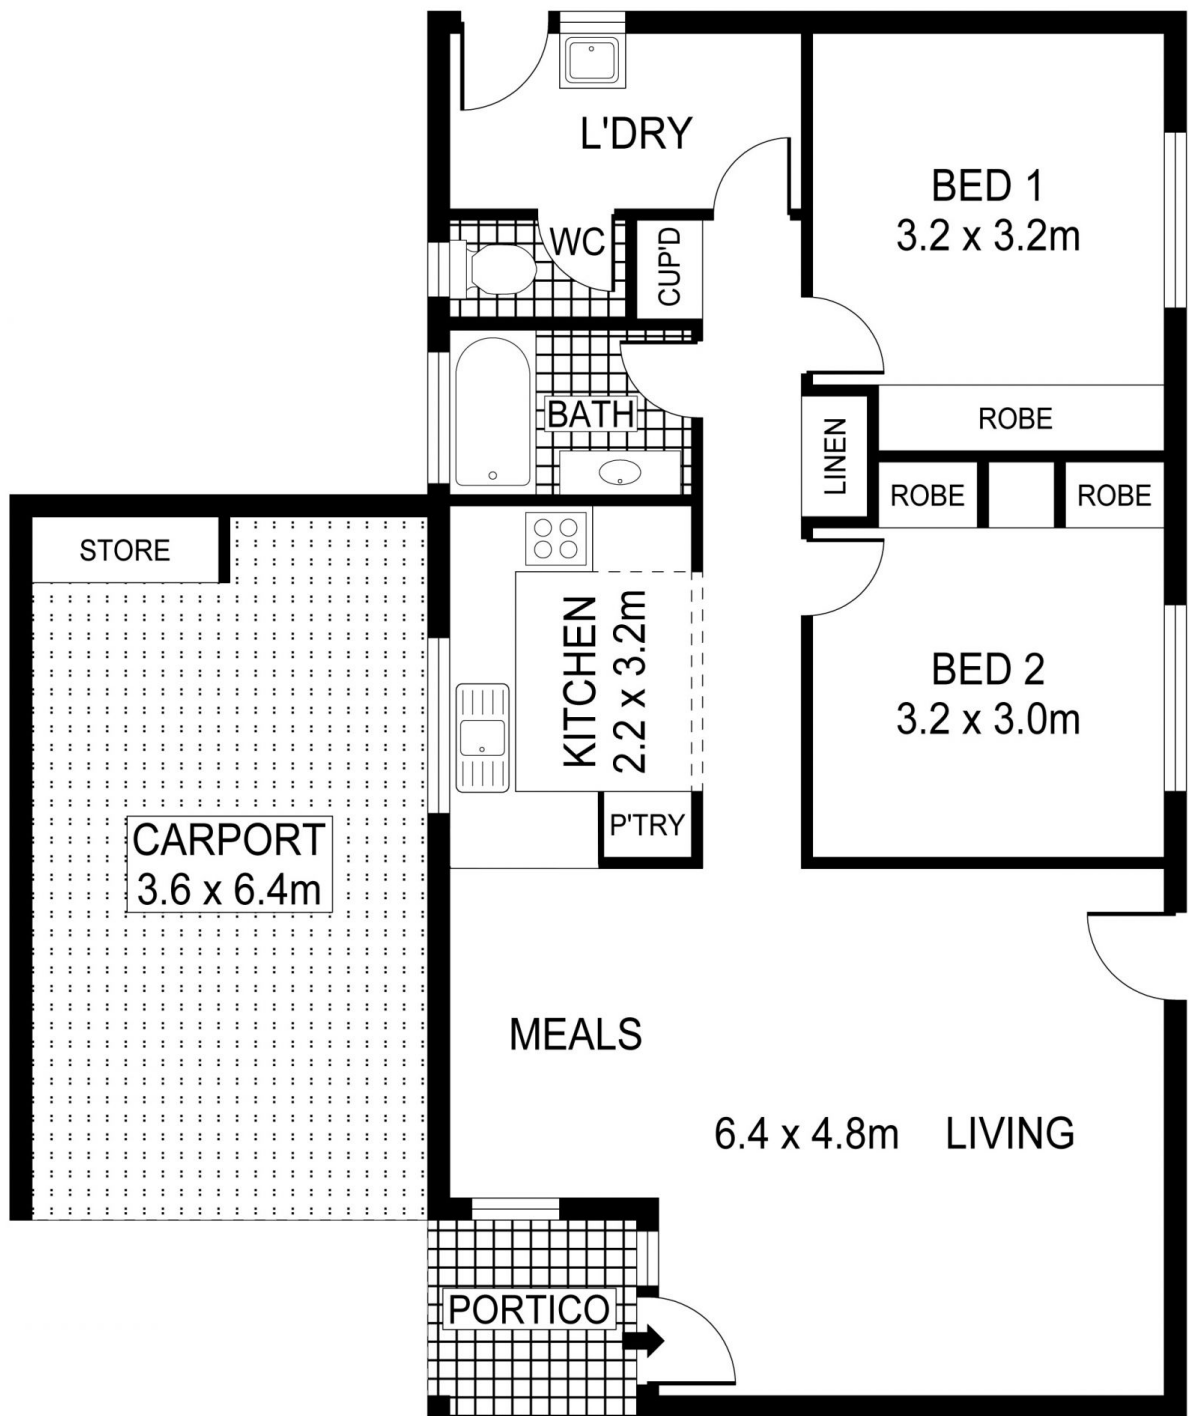 L'DRY
BED 1
3.2 x 3.2m
WC
CUP'D
BATH
LINEN
ROBE
ROBE
ROBE
STORE
KITCHEN
2.2 x 3.2m
BED 2
3.2 x 3.0m
P'TRY
CARPORT
3.6 x 6.4m
MEALS
6.4 x 4.8m LIVING
PORTICO